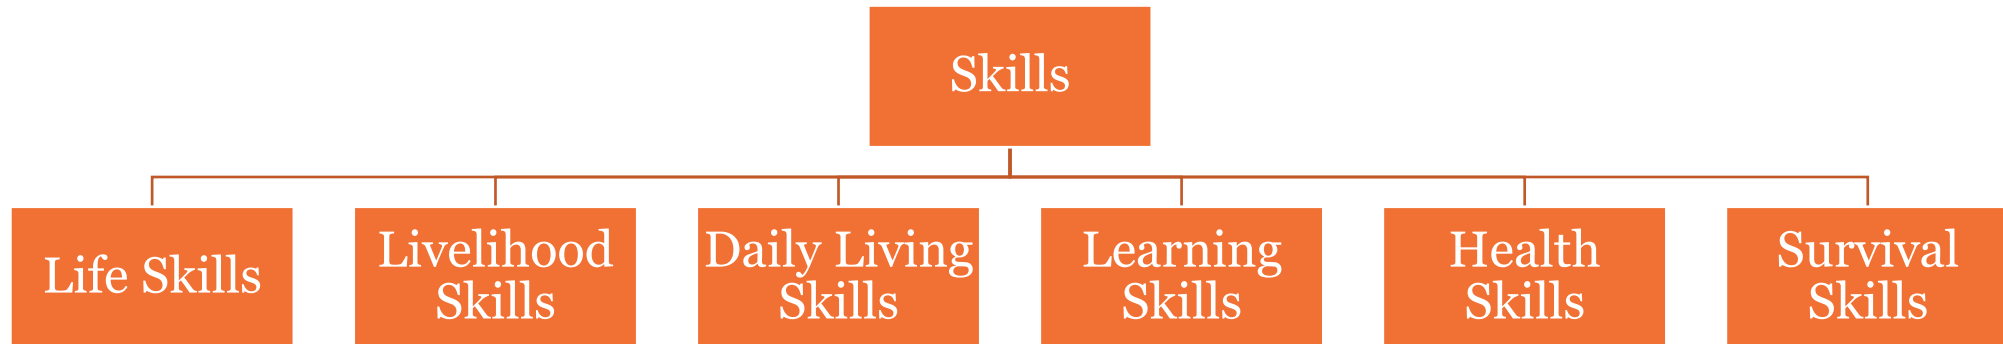 Skills
Life Skills
Livelihood
Skills
Daily Living
Skills
Learning
Skills
Health
Skills
Survival
Skills